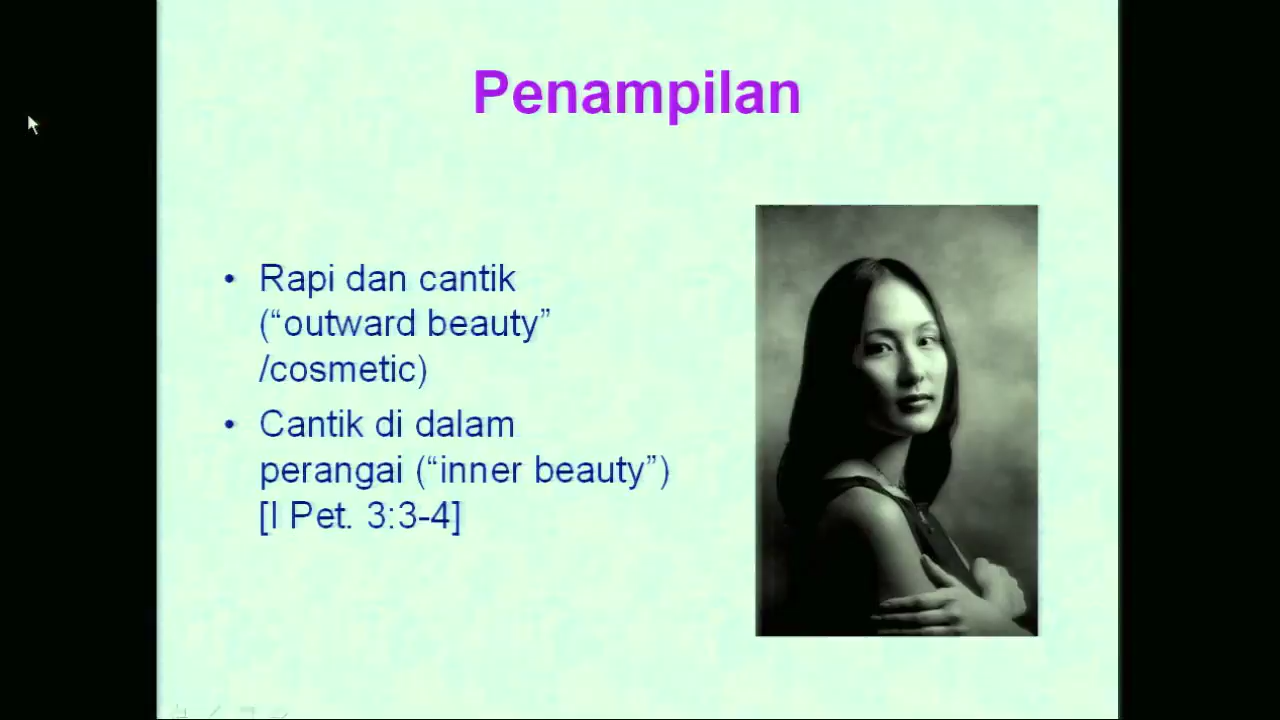 Penampilan
• Rapi dan cantik
(“outward beauty”
/cosmetic)
• Cantik di dalam
perangai (“inner beauty”)
[I Pet. 3:3-4]